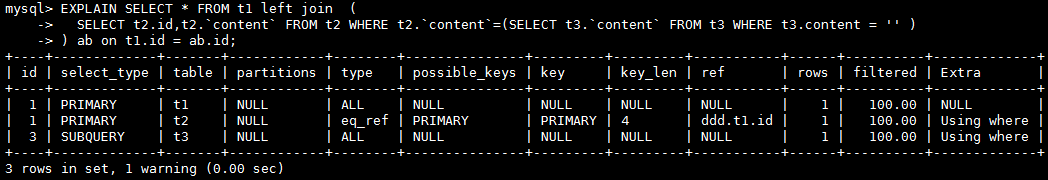 mysql> EXPLAIN SELECT * FROM t1 left join  (
    ->   SELECT t2.id,t2.`content` FROM t2 WHERE t2.`content`=(SELECT t3.`content` FROM t3 WHERE t3.content = '' )
    -> ) ab on t1.id = ab.id;
+----+-------------+-------+------------+--------+---------------+---------+---------+-----------+------+----------+-------------+
| id | select_type | table | partitions | type   | possible_keys | key     | key_len | ref       | rows | filtered | Extra       |
+----+-------------+-------+------------+--------+---------------+---------+---------+-----------+------+----------+-------------+
|  1 | PRIMARY     | t1    | NULL       | ALL    | NULL          | NULL    | NULL    | NULL      |    1 |   100.00 | NULL        |
|  1 | PRIMARY     | t2    | NULL       | eq_ref | PRIMARY       | PRIMARY | 4       | ddd.t1.id |    1 |   100.00 | Using where |
|  3 | SUBQUERY    | t3    | NULL       | ALL    | NULL          | NULL    | NULL    | NULL      |    1 |   100.00 | Using where |
+----+-------------+-------+------------+--------+---------------+---------+---------+-----------+------+----------+-------------+
3 rows in set, 1 warning (0.00 sec)